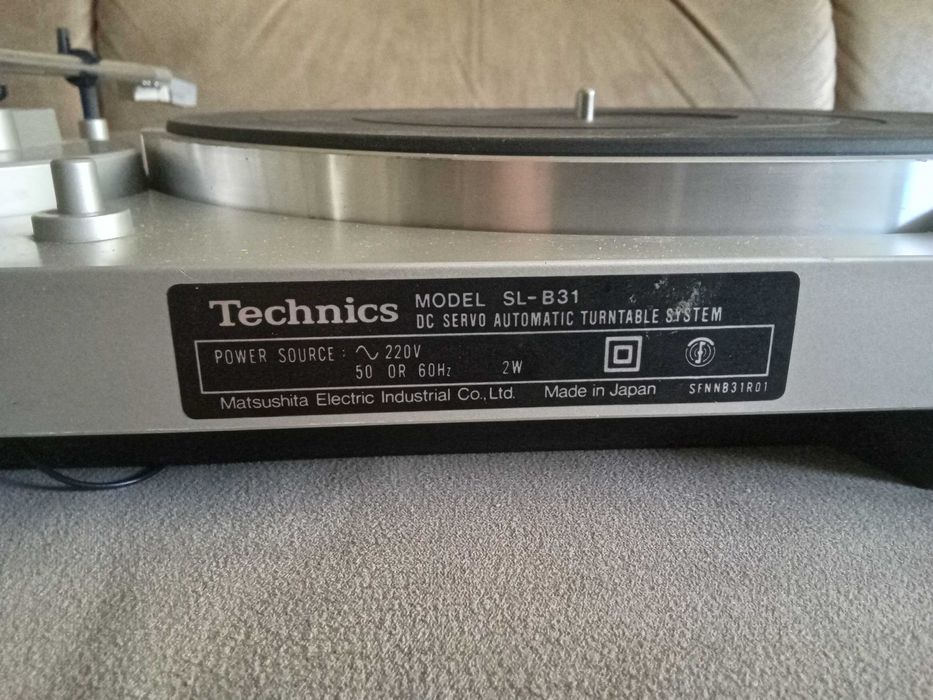 Technics MODEL SL-B31
DC SERVO AUTOMATIC TURNTABLE SYSTEM
POWER SOURCE : ∿ 220V
50 OR 60Hz 2W
Matsushita Electric Industrial Co., Ltd. Made in Japan SFNNB31R01